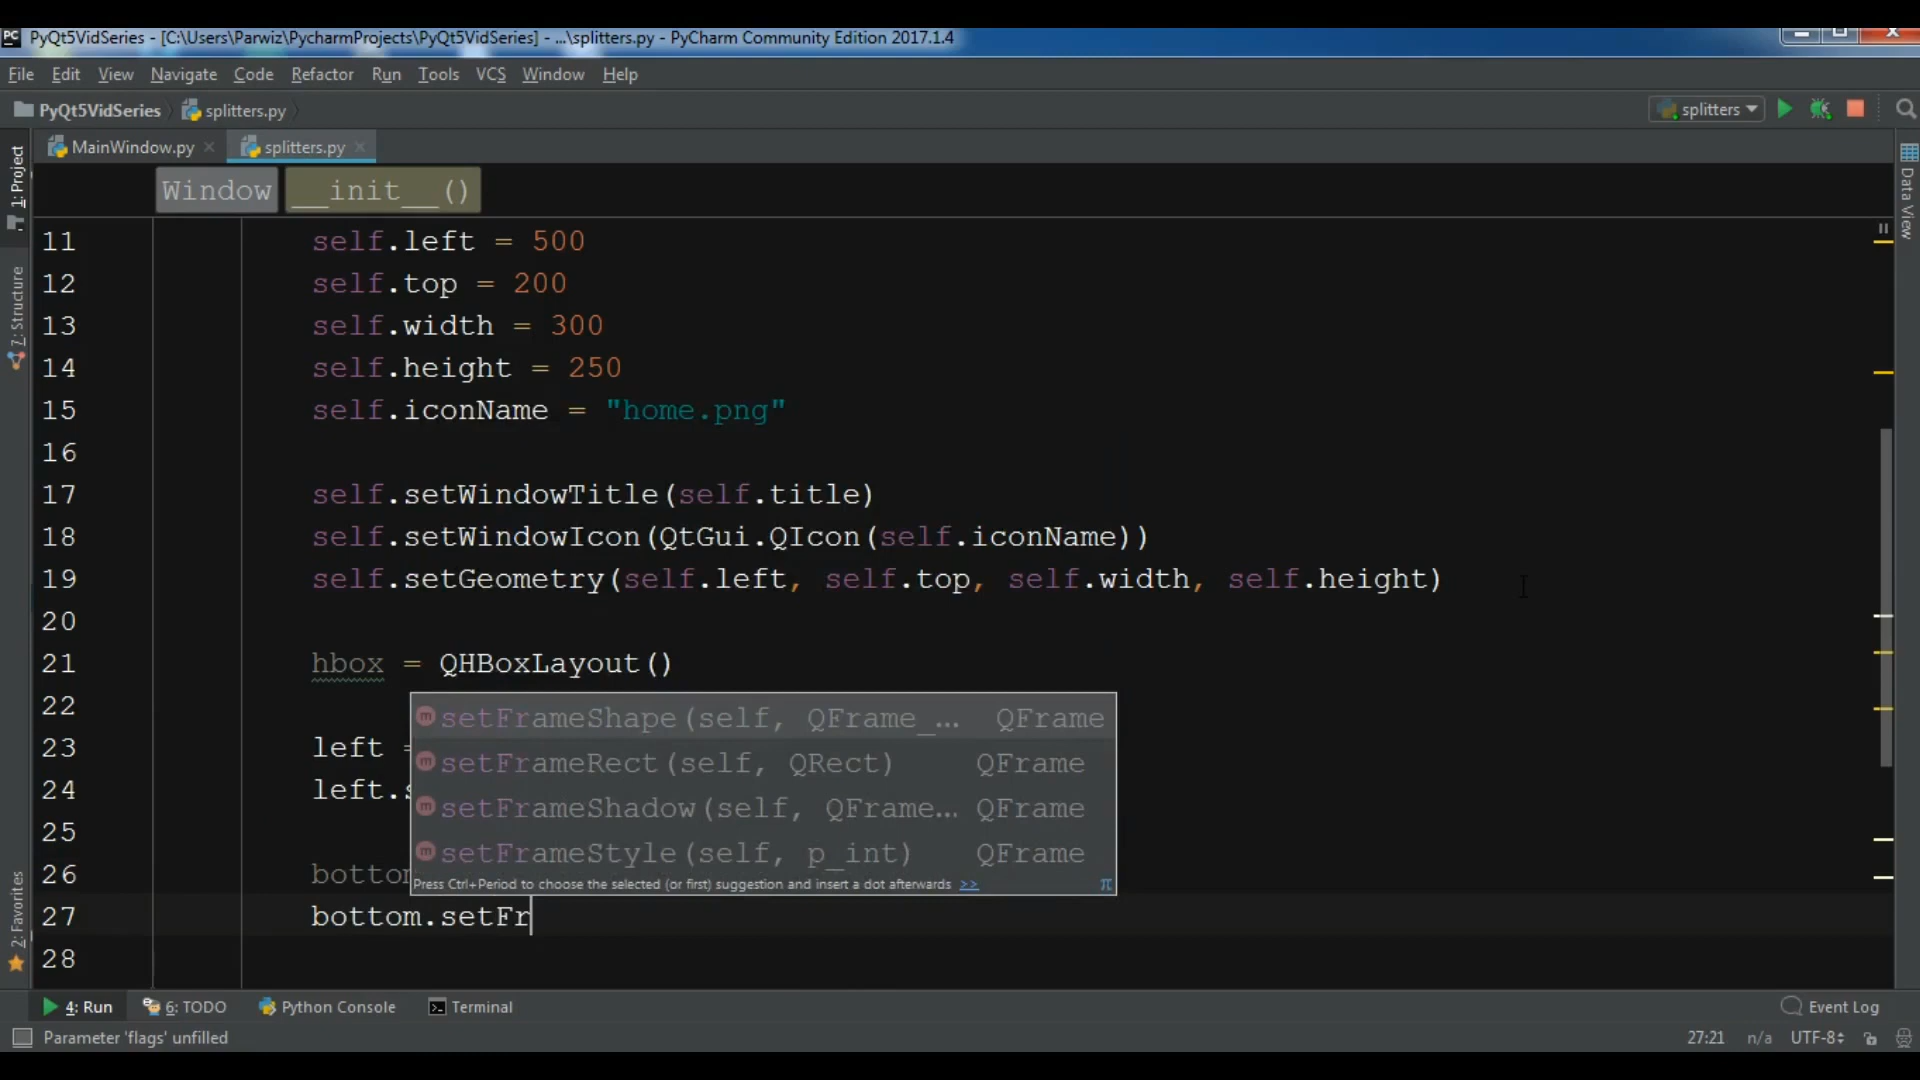 PyQt5VidSeries - [C:\Users\Parwiz\PycharmProjects\PyQt5VidSeries] - ...\splitters.py - PyCharm Community Edition 2017.1.4
File Edit View Navigate Code Refactor Run Tools VCS Window Help
PyQt5VidSeries splitters.py splitters
MainWindow.py splitters.py
Window __init__()
1: Project
7: Structure
2: Favorites
Data View
11 self.left = 500
12 self.top = 200
13 self.width = 300
14 self.height = 250
15 self.iconName = "home.png"
16
17 self.setWindowTitle(self.title)
18 self.setWindowIcon(QtGui.QIcon(self.iconName))
19 self.setGeometry(self.left, self.top, self.width, self.height)
20
21 hbox = QHBoxLayout()
22
setFrameShape(self, QFrame_... QFrame
23 left =
setFrameRect(self, QRect) QFrame
24 left.s
setFrameShadow(self, QFrame... QFrame
25
setFrameStyle(self, p_int) QFrame
26 bottom
Press Ctrl+Period to choose the selected (or first) suggestion and insert a dot afterwards >> π
27 bottom.setFr
28
4: Run 6: TODO Python Console Terminal Event Log
Parameter 'flags' unfilled 27:21 n/a UTF-8